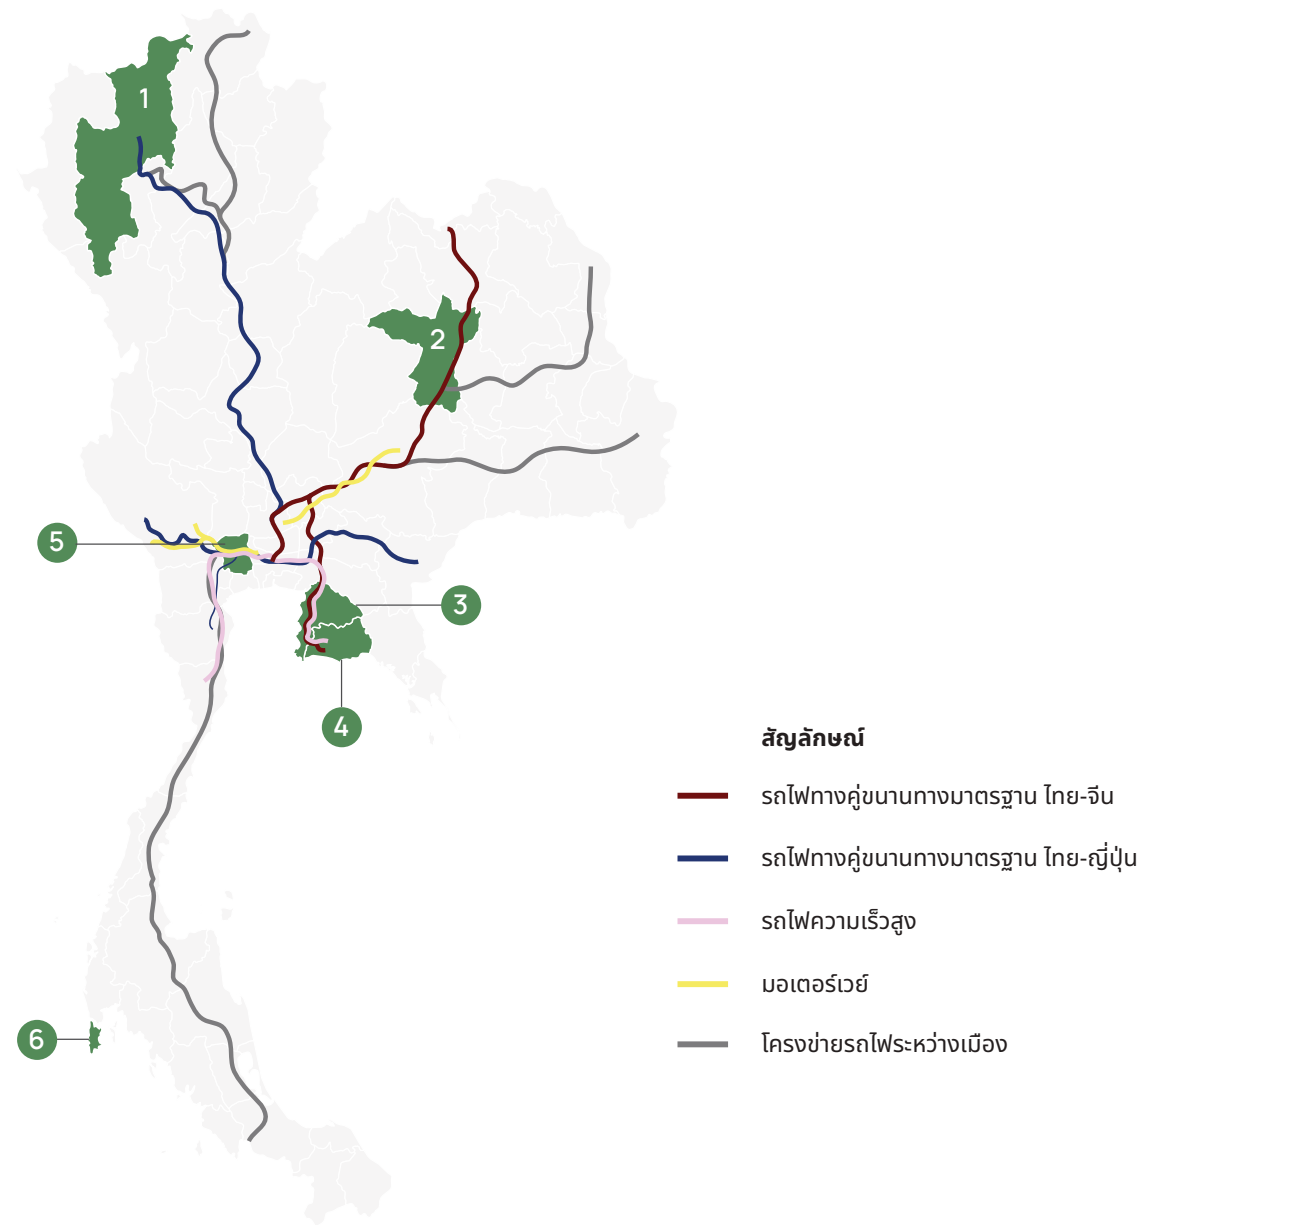 1
2
5
3
4
6
สัญลักษณ์
รถไฟทางคู่ขนานทางมาตรฐาน ไทย-จีน
รถไฟทางคู่ขนานทางมาตรฐาน ไทย-ญี่ปุ่น
รถไฟความเร็วสูง
มอเตอร์เวย์
โครงข่ายรถไฟระหว่างเมือง